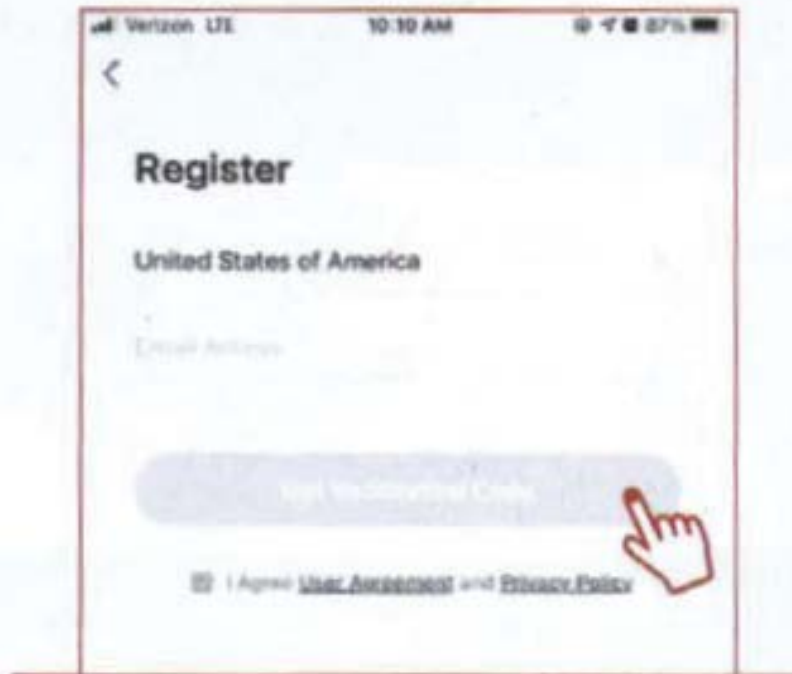 Verizon LTE 10:10 AM 87%
Register
United States of America
Email Address
Get Verification Code
I Agree User Agreement and Privacy Policy